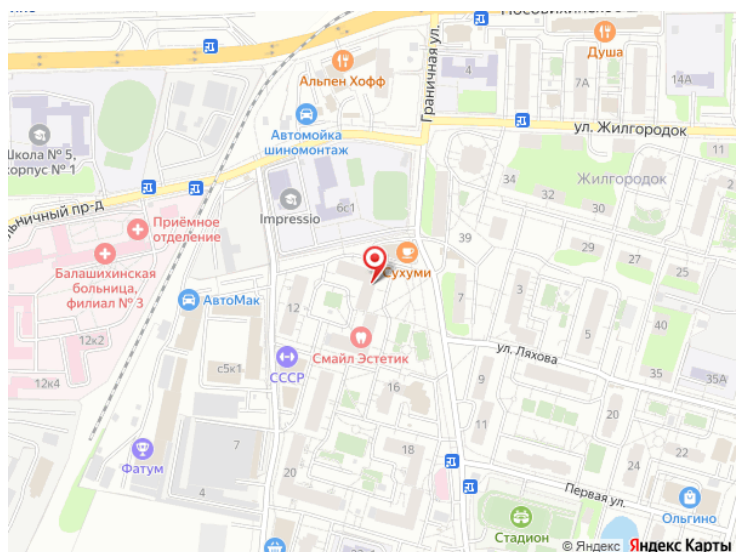 Носовихинское ш.
Душа
Альпен Хофф
Граничная ул.
4
7А
14А
Автомойка
шиномонтаж
ул. Жилгородок
11
Школа № 5,
корпус № 1
34
32
Жилгородок
30
Impressio
6с1
Приёмное
отделение
39
29
27
25
Сухуми
Балашихинская
больница,
филиал № 3
АвтоМак
12
7
3
5
40
12к2
Смайл Эстетик
ул. Ляхова
СССР
с5к1
16
9
35
35А
12к4
11
20
7
18
22
24
Фатум
20
4
Первая ул.
26
Ольгино
Стадион
© Яндекс Яндекс Карты